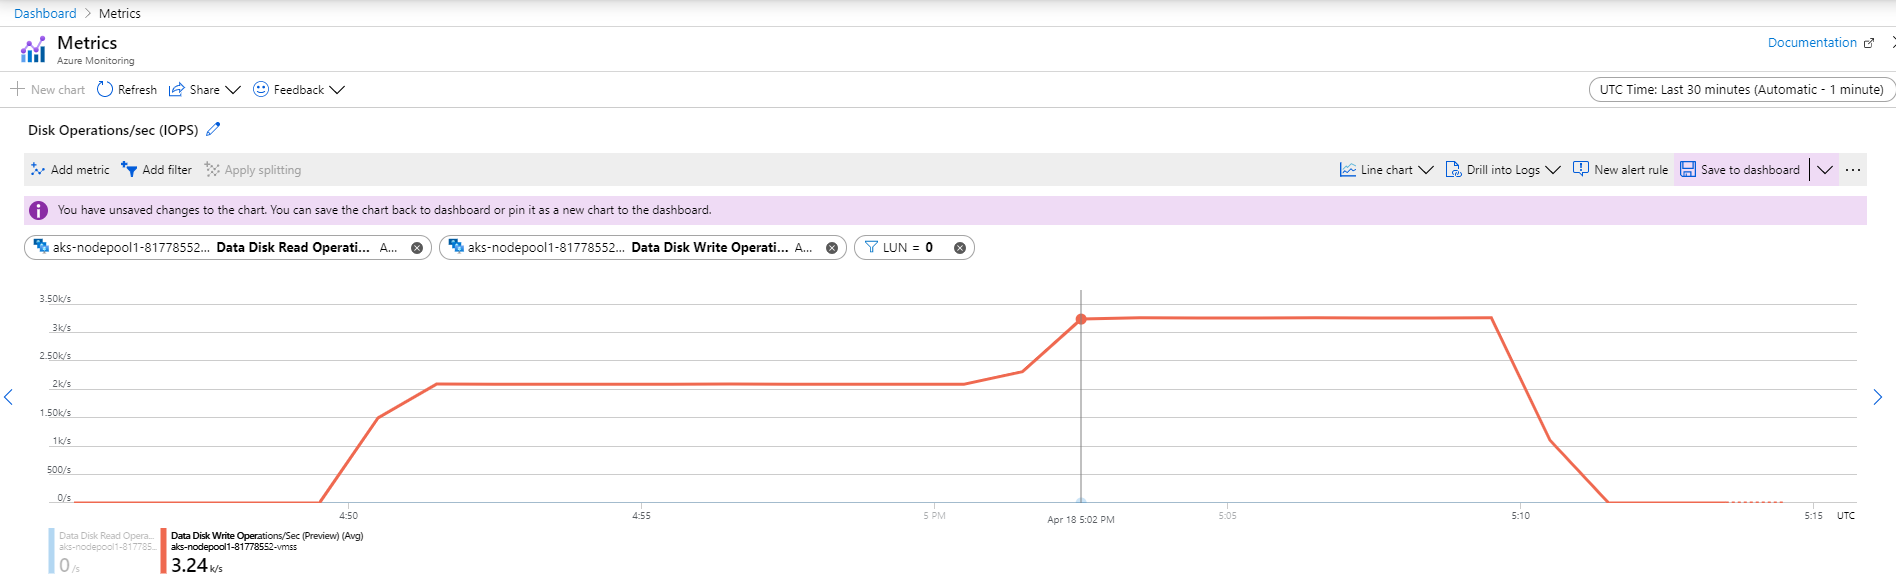 Dashboard > Metrics
Metrics
Azure Monitoring
Documentation
New chart Refresh Share Feedback
UTC Time: Last 30 minutes (Automatic - 1 minute)
Disk Operations/sec (IOPS)
Add metric Add filter Apply splitting Line chart Drill into Logs New alert rule Save to dashboard ...
You have unsaved changes to the chart. You can save the chart back to dashboard or pin it as a new chart to the dashboard.
aks-nodepool1-81778552... Data Disk Read Operati... A... aks-nodepool1-81778552... Data Disk Write Operati... A... LUN = 0
3.50k/s
3k/s
2.50k/s
2k/s
1.50k/s
1k/s
500/s
0/s
4:50 4:55 5 PM Apr 18 5:02 PM 5:05 5:10 5:15 UTC
Data Disk Read Opera... Data Disk Write Operations/Sec (Preview) (Avg)
aks-nodepool1-817785... aks-nodepool1-81778552-vmss
0 /s 3.24 k/s